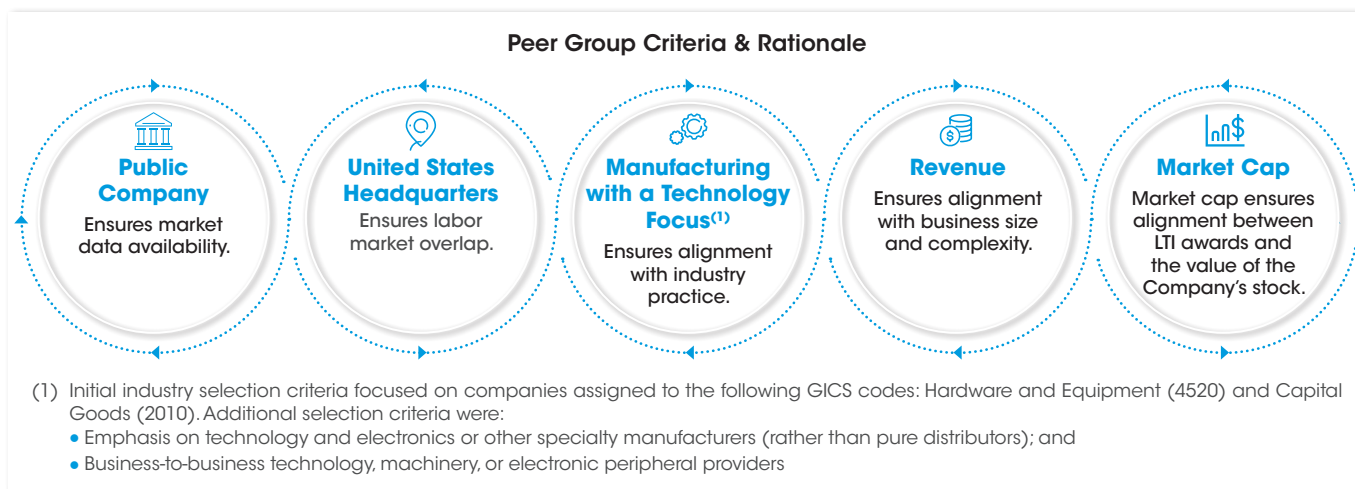 Peer Group Criteria & Rationale
Public
Company
Ensures market
data availability.
United States
Headquarters
Ensures labor
market overlap.
Manufacturing
with a Technology
Focus(1)
Ensures alignment
with industry
practice.
Revenue
Ensures alignment
with business size
and complexity.
Market Cap
Market cap ensures
alignment between
LTI awards and
the value of the
Company's stock.
(1) Initial industry selection criteria focused on companies assigned to the following GICS codes: Hardware and Equipment (4520) and Capital
Goods (2010). Additional selection criteria were:
• Emphasis on technology and electronics or other specialty manufacturers (rather than pure distributors); and
• Business-to-business technology, machinery, or electronic peripheral providers